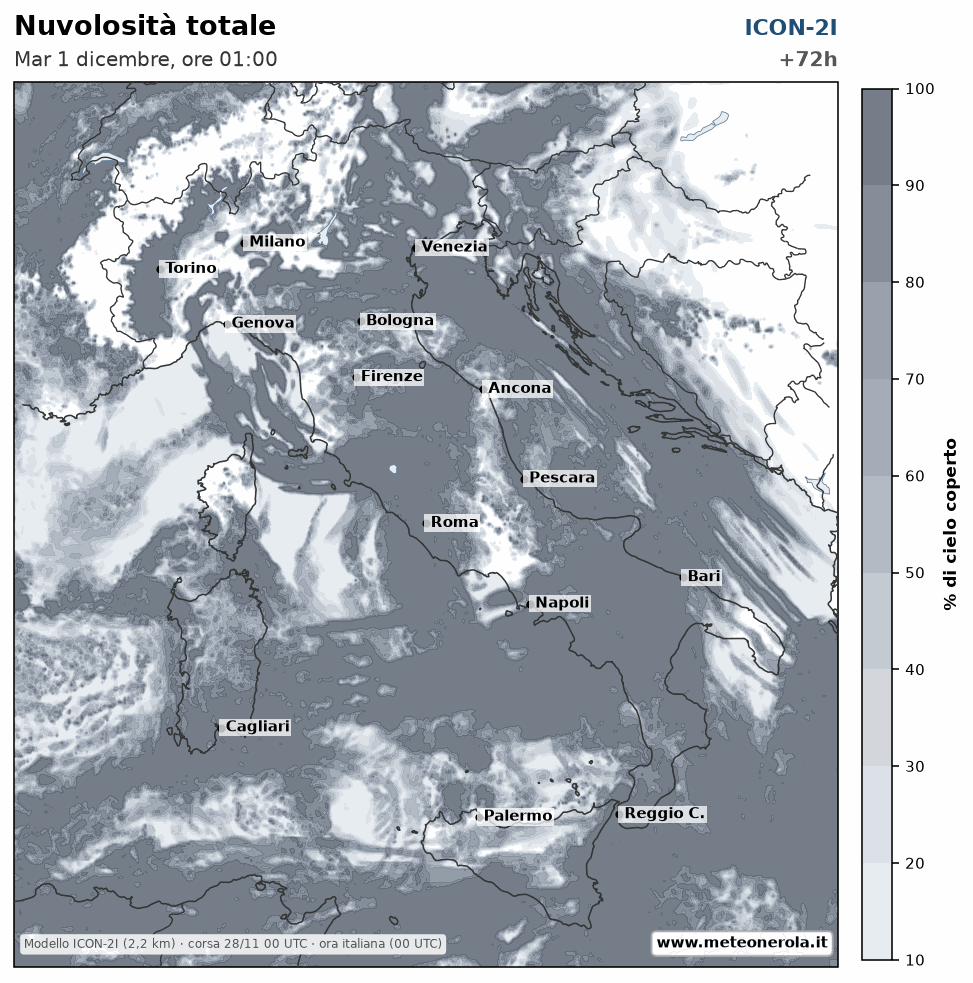 Nuvolosità totale
ICON-2I
Mar 1 dicembre, ore 01:00
+72h
100
90
80
70
60
50
40
30
20
10
% di cielo coperto
Milano
Venezia
Torino
Genova
Bologna
Firenze
Ancona
Pescara
Roma
Bari
Napoli
Cagliari
Palermo
Reggio C.
Modello ICON-2I (2,2 km) · corsa 28/11 00 UTC · ora italiana (00 UTC)
www.meteonerola.it